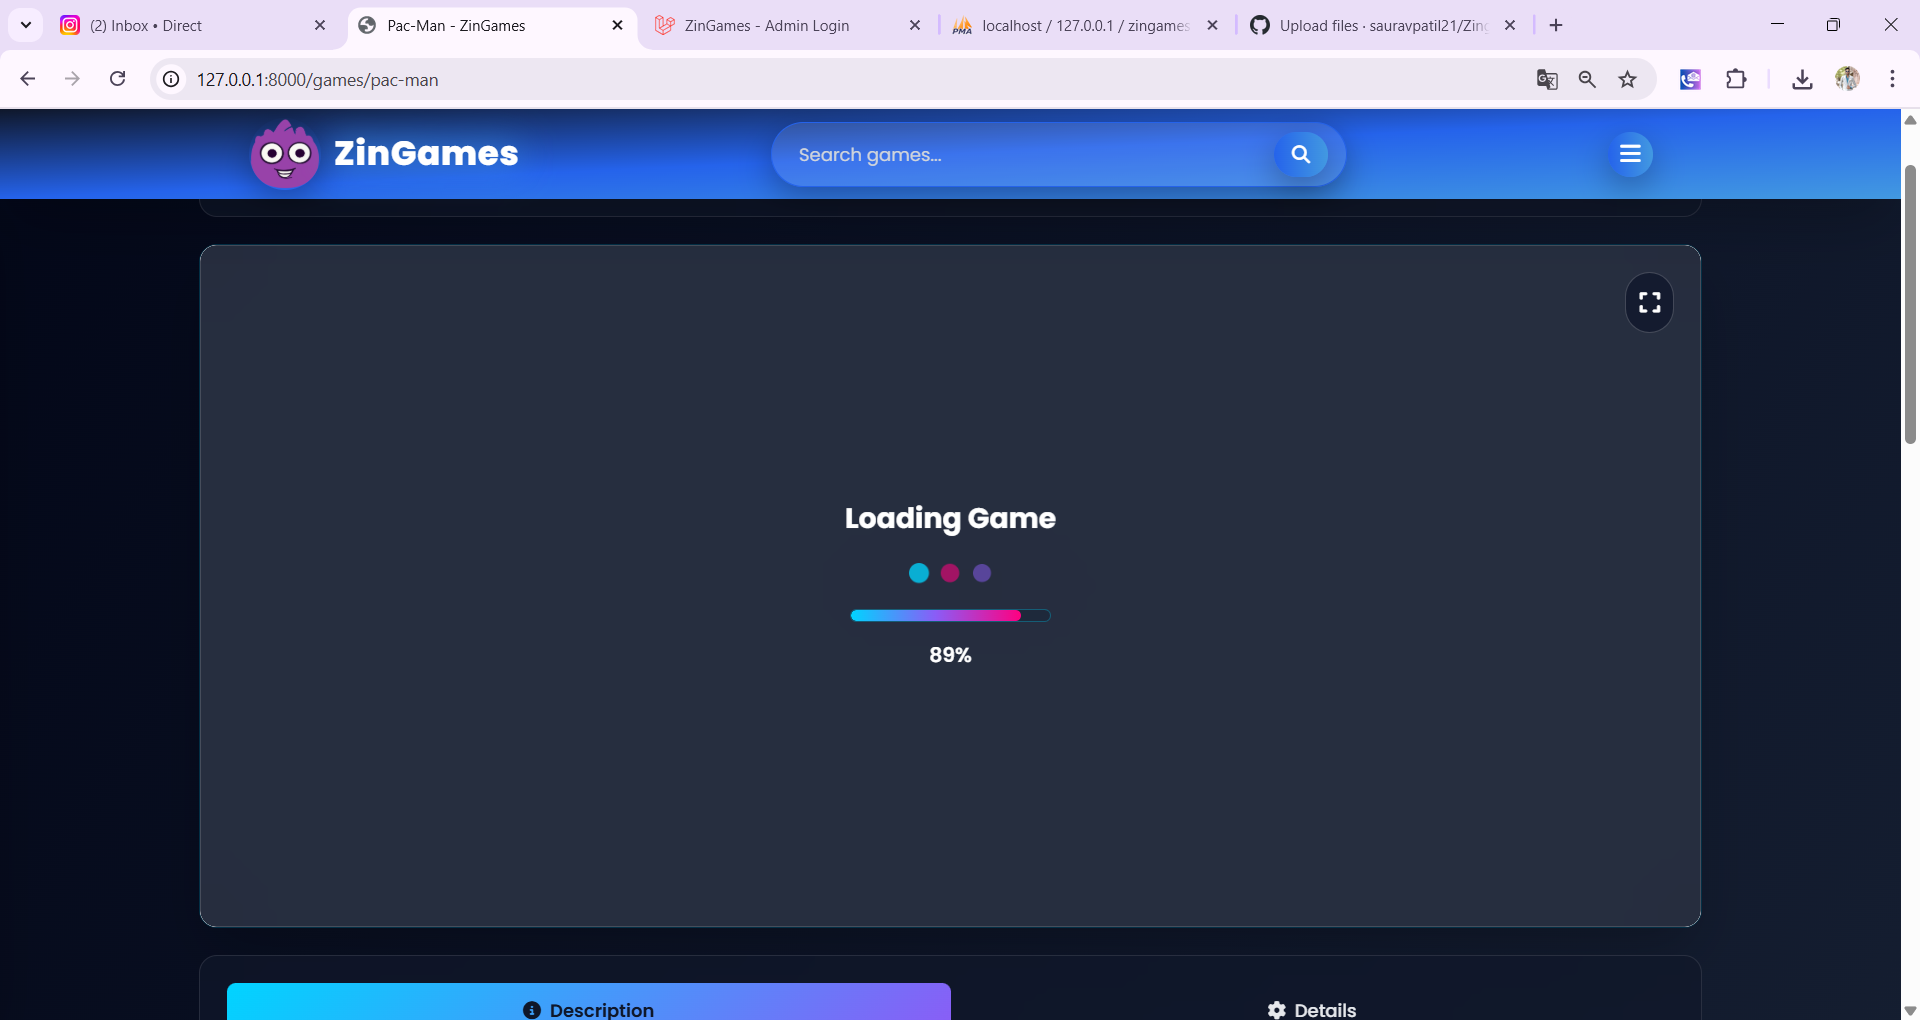 (2) Inbox • Direct
Pac-Man - ZinGames
ZinGames - Admin Login
localhost / 127.0.0.1 / zingames
Upload files · sauravpatil21/Zin
127.0.0.1:8000/games/pac-man
ZinGames
Search games...
Loading Game
89%
Description
Details